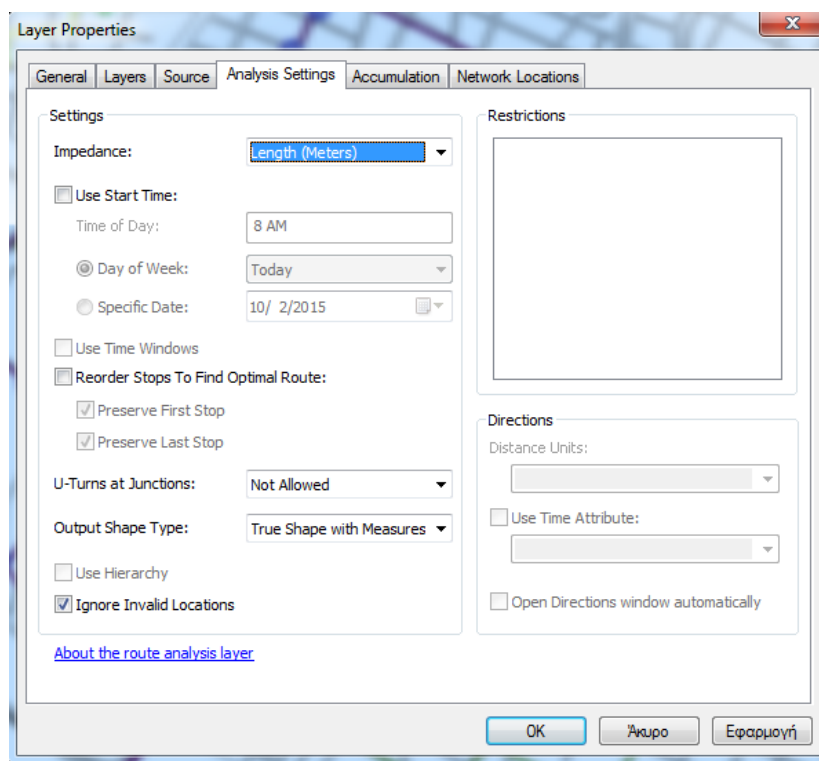 Layer Properties
General Layers Source Analysis Settings Accumulation Network Locations
Settings
Impedance: Length (Meters)
Use Start Time:
Time of Day: 8 AM
Day of Week: Today
Specific Date: 10/ 2/2015
Use Time Windows
Reorder Stops To Find Optimal Route:
Preserve First Stop
Preserve Last Stop
U-Turns at Junctions: Not Allowed
Output Shape Type: True Shape with Measures
Use Hierarchy
Ignore Invalid Locations
About the route analysis layer
Restrictions
Directions
Distance Units:
Use Time Attribute:
Open Directions window automatically
OK Άκυρο Εφαρμογή